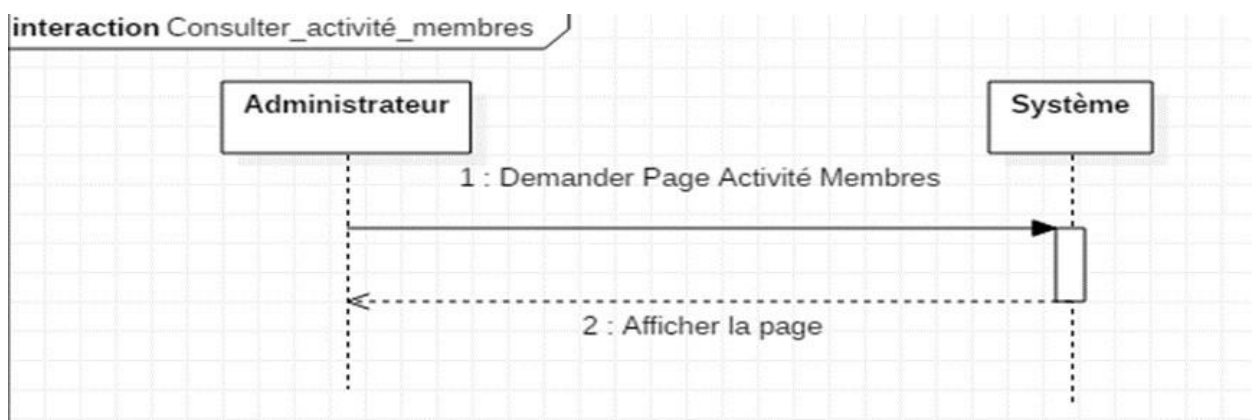 interaction Consulter_activité_membres
Administrateur
Système
1 : Demander Page Activité Membres
2 : Afficher la page